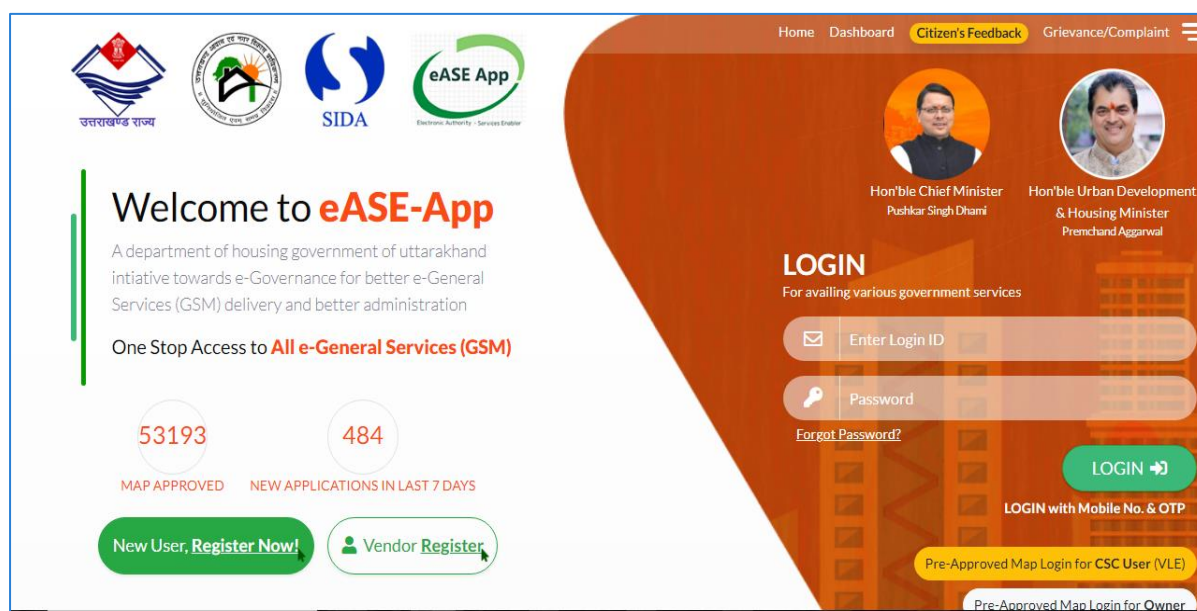 उत्तराखण्ड राज्य
SIDA
eASE App
Electronic Authority - Services Enabler
Home Dashboard Citizen's Feedback Grievance/Complaint
Hon'ble Chief Minister
Pushkar Singh Dhami
Hon'ble Urban Development
& Housing Minister
Premchand Aggarwal
Welcome to eASE-App
A department of housing government of uttarakhand
intiative towards e-Governance for better e-General
Services (GSM) delivery and better administration
One Stop Access to All e-General Services (GSM)
53193
MAP APPROVED
484
NEW APPLICATIONS IN LAST 7 DAYS
New User, Register Now!
Vendor Register
LOGIN
For availing various government services
Enter Login ID
Password
Forgot Password?
LOGIN
LOGIN with Mobile No. & OTP
Pre-Approved Map Login for CSC User (VLE)
Pre-Approved Map Login for Owner